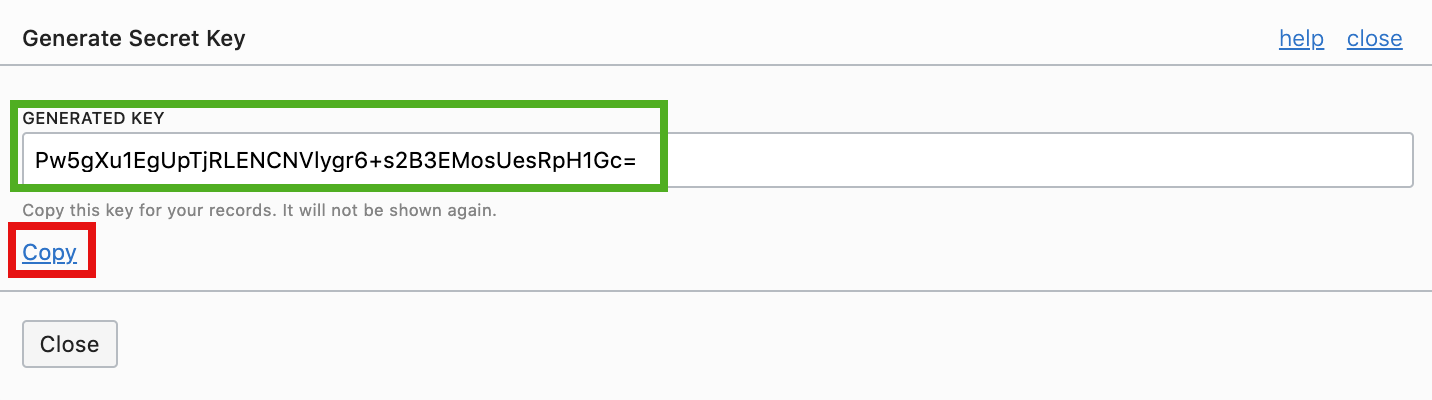 Generate Secret Key help close
GENERATED KEY
Pw5gXu1EgUpTjRLENCNVlygr6+s2B3EMosUesRpH1Gc=
Copy this key for your records. It will not be shown again.
Copy
Close